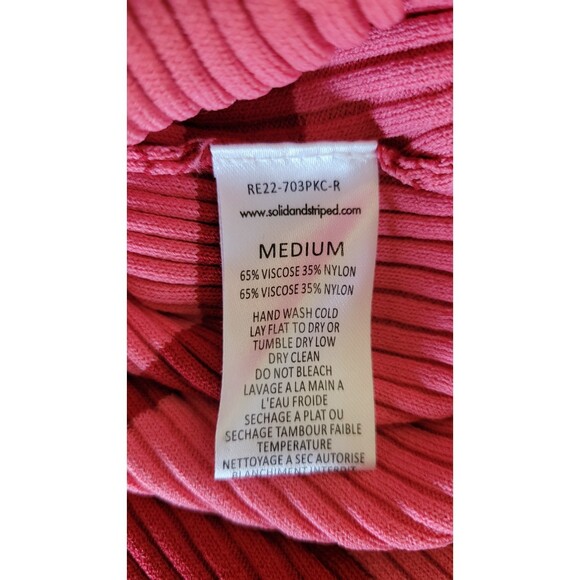 RE22-703PKC-R
www.solidandstriped.com
MEDIUM
65% VISCOSE 35% NYLON
65% VISCOSE 35% NYLON
HAND WASH COLD
LAY FLAT TO DRY OR
TUMBLE DRY LOW
DRY CLEAN
DO NOT BLEACH
LAVAGE A LA MAIN A
L'EAU FROIDE
SECHAGE A PLAT OU
SECHAGE TAMBOUR FAIBLE
TEMPERATURE
NETTOYAGE A SEC AUTORISE